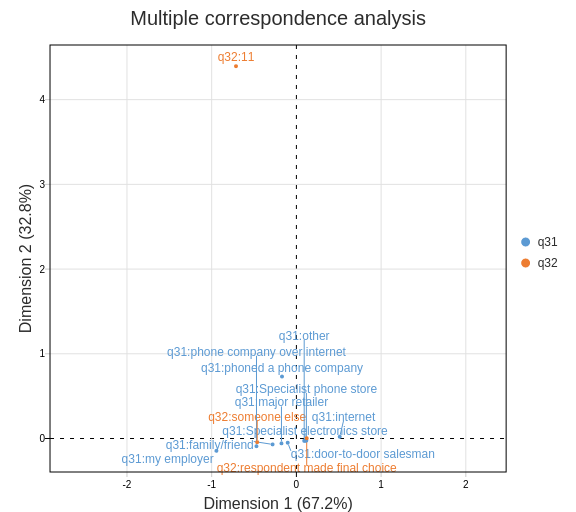 Multiple correspondence analysis
q32:11
4
3
2
1
0
Dimension 2 (32.8%)
q31:other
q31:phone company over internet
q31:phoned a phone company
q31:Specialist phone store
q31:major retailer
q32:someone else
q31:internet
q31:Specialist electronics store
q31:family/friend
q31:door-to-door salesman
q31:my employer
q32:respondent made final choice
-2
-1
0
1
2
Dimension 1 (67.2%)
q31
q32